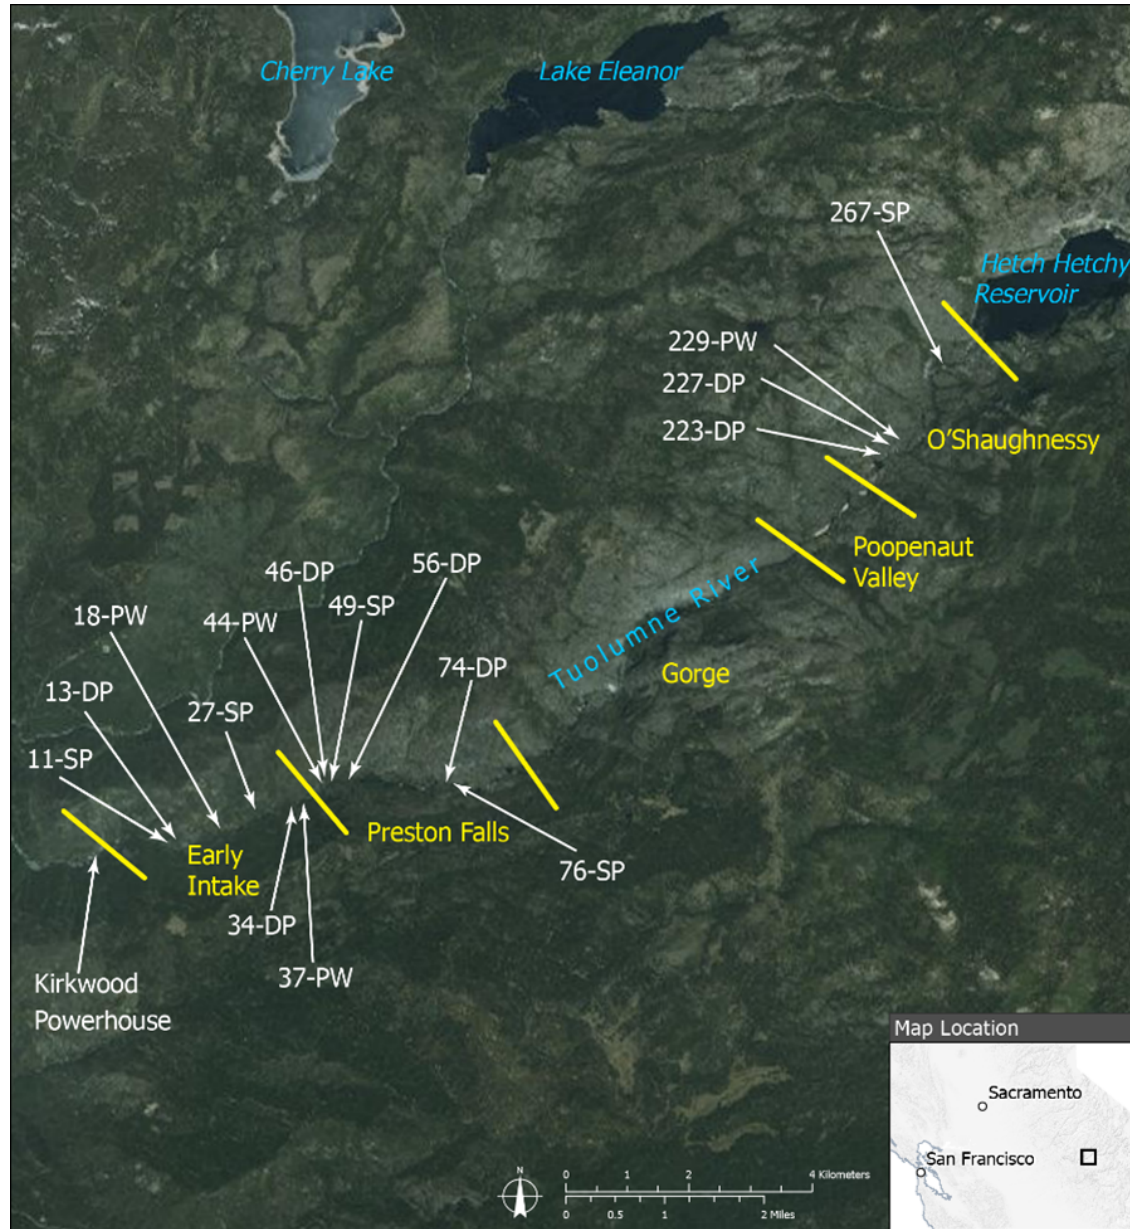 Cherry Lake
Lake Eleanor
267-SP
Hetch Hetchy
Reservoir
229-PW
227-DP
223-DP
O'Shaughnessy
Poopenaut
Valley
Tuolumne River
Gorge
46-DP
56-DP
49-SP
18-PW
44-PW
74-DP
13-DP
27-SP
11-SP
Preston Falls
Early
Intake
76-SP
34-DP
37-PW
Kirkwood
Powerhouse
Map Location
Sacramento
San Francisco
N
0 1 2 4 Kilometers
0 0.5 1 2 Miles